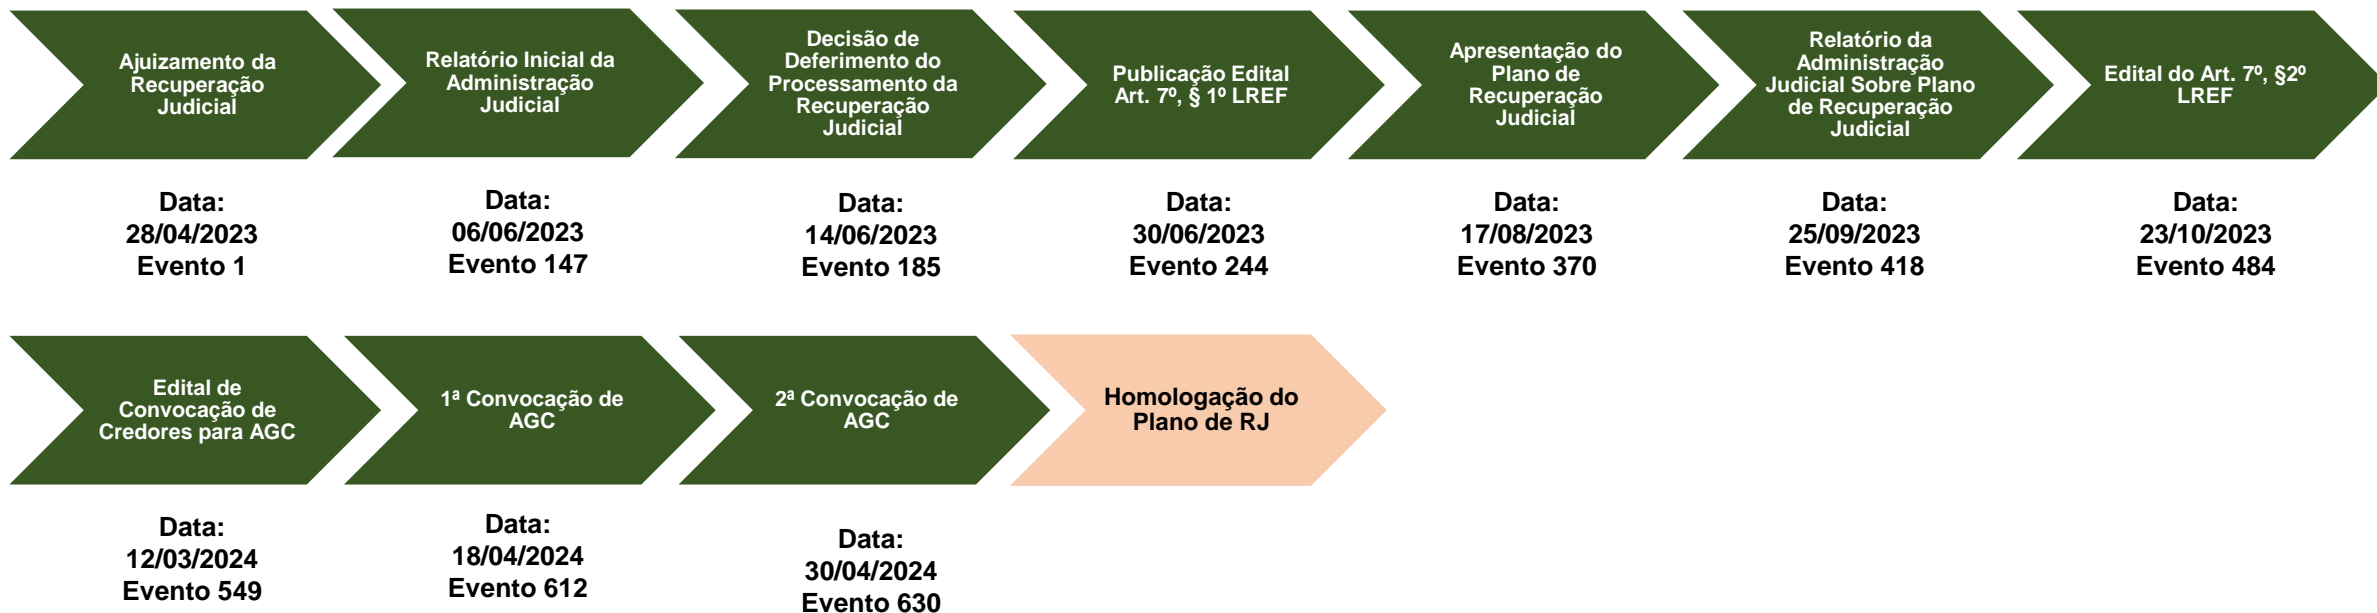 Ajuizamento da
Recuperação
Judicial
Data:
28/04/2023
Evento 1
Relatório Inicial da
Administração
Judicial
Data:
06/06/2023
Evento 147
Decisão de
Deferimento do
Processamento da
Recuperação
Judicial
Data:
14/06/2023
Evento 185
Publicação Edital
Art. 7º, § 1º LREF
Data:
30/06/2023
Evento 244
Apresentação do
Plano de
Recuperação
Judicial
Data:
17/08/2023
Evento 370
Relatório da
Administração
Judicial Sobre Plano
de Recuperação
Judicial
Data:
25/09/2023
Evento 418
Edital do Art. 7º, §2º
LREF
Data:
23/10/2023
Evento 484
Edital de
Convocação de
Credores para AGC
Data:
12/03/2024
Evento 549
1ª Convocação de
AGC
Data:
18/04/2024
Evento 612
2ª Convocação de
AGC
Data:
30/04/2024
Evento 630
Homologação do
Plano de RJ